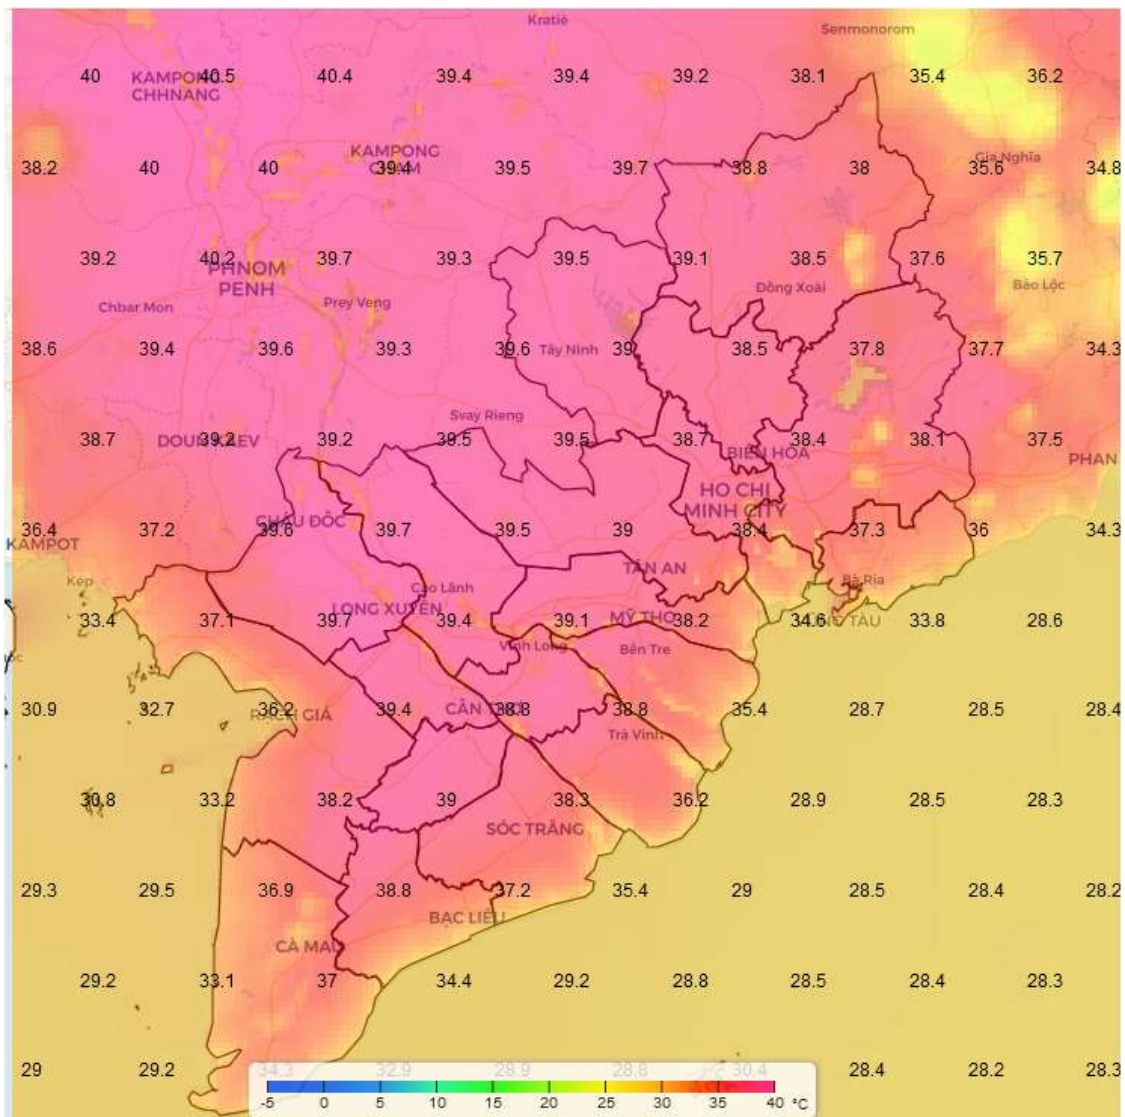 Kratiê
Senmonorom
40 40.5 40.4 39.4 39.4 39.2 38.1 35.4 36.2
KAMPONG
CHHNANG
KAMPONG
CHAM
Gia Nghĩa
38.2 40 40 39.4 39.5 39.7 38.8 38 35.6 34.8
39.2 40.2 39.7 39.3 39.5 39.1 38.5 37.6 35.7
PHNOM
PENH
Đồng Xoài
Bảo Lộc
Chbar Mon
Prey Veng
38.6 39.4 39.6 39.3 39.6 Tây Ninh 39 38.5 37.8 37.7 34.3
Svay Rieng
38.7 39.2 39.2 39.5 39.5 38.7 38.4 38.1 37.5
BIÊN HÒA
PHAN
HO CHI
MINH CITY
CHÂU ĐỐC
36.4 37.2 39.6 39.7 39.5 39 38.4 37.3 36 34.3
KAMPOT
TÂN AN
Kep
Cao Lãnh
Bà Rịa
LONG XUYÊN
MỸ THO
33.4 37.1 39.7 39.4 39.1 38.2 34.6 33.8 28.6
Vĩnh Long
Bến Tre
30.9 32.7 36.2 39.4 38.8 38.8 35.4 28.7 28.5 28.4
RẠCH GIÁ
Trà Vinh
30.8 33.2 38.2 39 38.3 36.2 28.9 28.5 28.3
SÓC TRĂNG
29.3 29.5 36.9 38.8 37.2 35.4 29 28.5 28.4 28.2
BẠC LIÊU
CÀ MAU
29.2 33.1 37 34.4 29.2 28.8 28.5 28.4 28.3
29 29.2 34.3 32.9 28.9 28.8 30.4 28.4 28.2 28.3
-5 0 5 10 15 20 25 30 35 40 °C